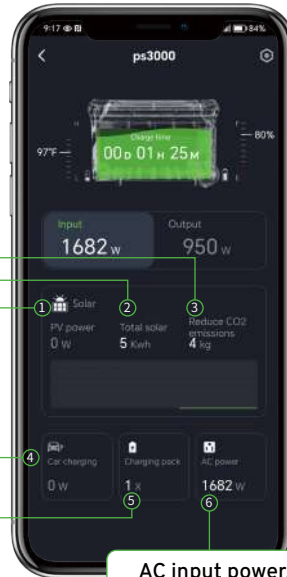 9:17 84%
ps3000
Charge time
00D 01H 25M
97°F
80%
Input Output
1682 w 950 w
① Solar ② ③
PV power Total solar Reduce CO2
emissions
0 W 5 Kwh 4 kg
④ Car charging Charging pack AC power
0 W 1 X 1682 W
⑤ ⑥
AC input power